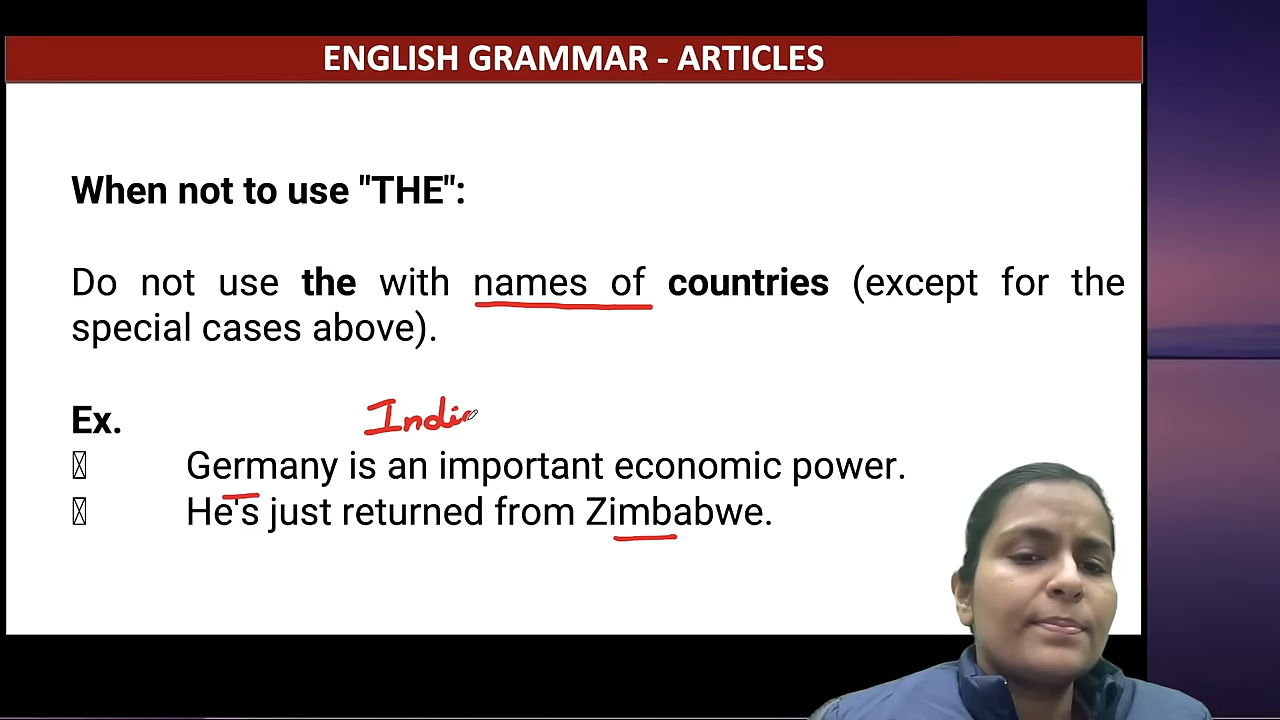 ENGLISH GRAMMAR - ARTICLES
When not to use "THE":
Do not use the with names of countries (except for the
special cases above).
Ex.
Indi
Germany is an important economic power.
He's just returned from Zimbabwe.